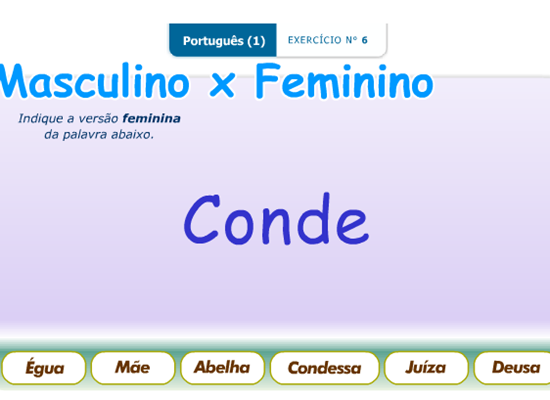 Português (1) EXERCÍCIO Nº 6
Masculino x Feminino
Indique a versão feminina
da palavra abaixo.
Conde
Égua Mãe Abelha Condessa Juíza Deusa